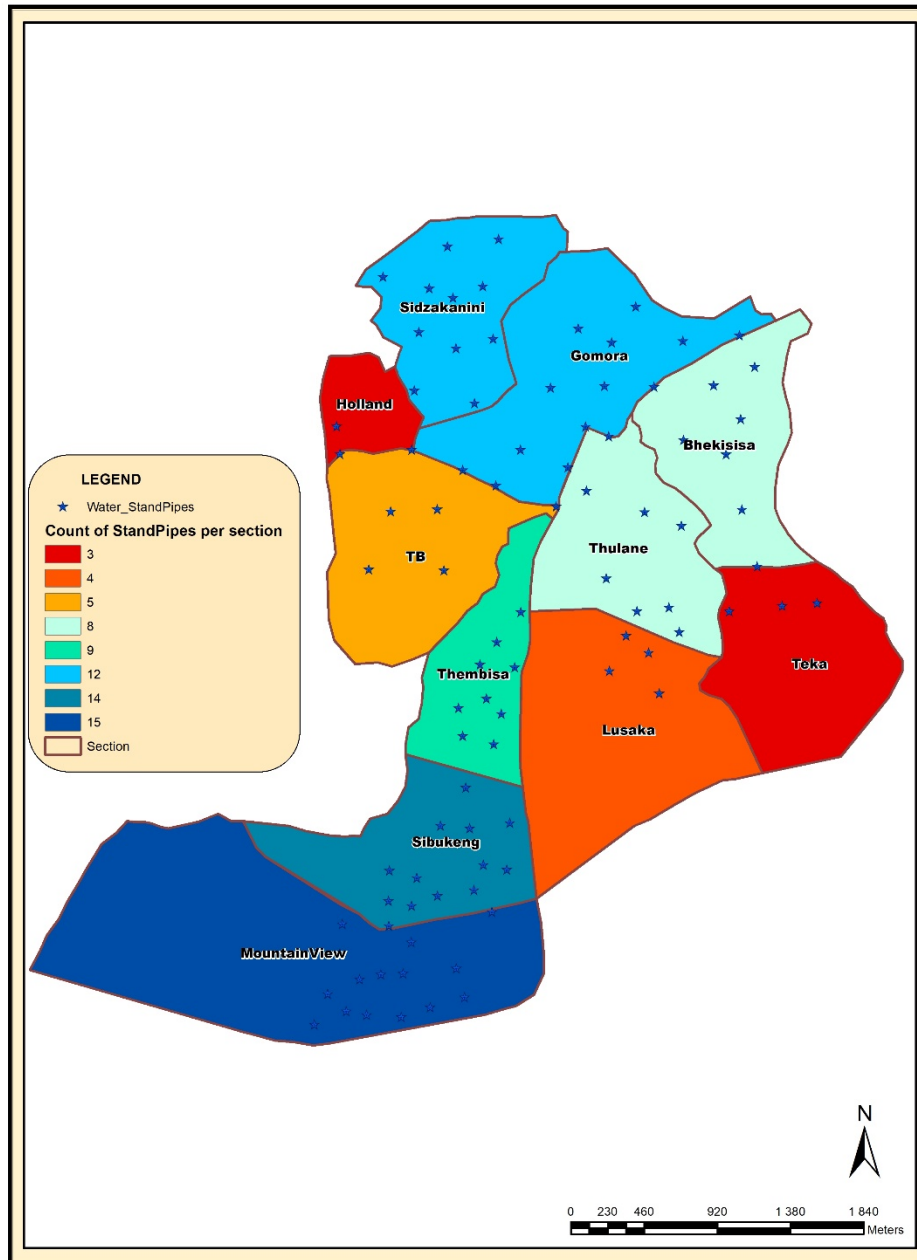 Sidzakanini
Gomora
Holland
Bhekisisa
LEGEND
Water_StandPipes
Count of StandPipes per section
3
4
5
8
9
12
14
15
Section
TB
Thulane
Thembisa
Teka
Lusaka
Sibukeng
MountainView
N
0 230 460 920 1 380 1 840
Meters